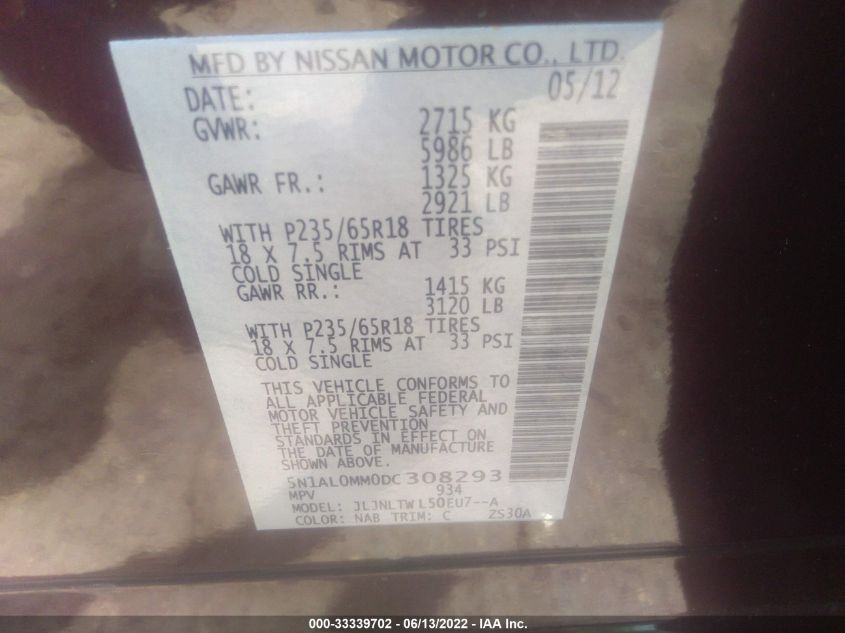 MFD BY NISSAN MOTOR CO., LTD.
DATE: 05/12
GVWR: 2715 KG
5986 LB
GAWR FR.: 1325 KG
2921 LB
WITH P235/65R18 TIRES
18 X 7.5 RIMS AT 33 PSI
COLD SINGLE
GAWR RR.: 1415 KG
3120 LB
WITH P235/65R18 TIRES
18 X 7.5 RIMS AT 33 PSI
COLD SINGLE
THIS VEHICLE CONFORMS TO
ALL APPLICABLE FEDERAL
MOTOR VEHICLE SAFETY AND
THEFT PREVENTION
STANDARDS IN EFFECT ON
THE DATE OF MANUFACTURE
SHOWN ABOVE.
5N1AL0MM0DC308293
MPV 934
MODEL: JLJNLTWL50EU7--A
COLOR: NAB TRIM: C ZS30A
000-33339702 - 06/13/2022 - IAA Inc.